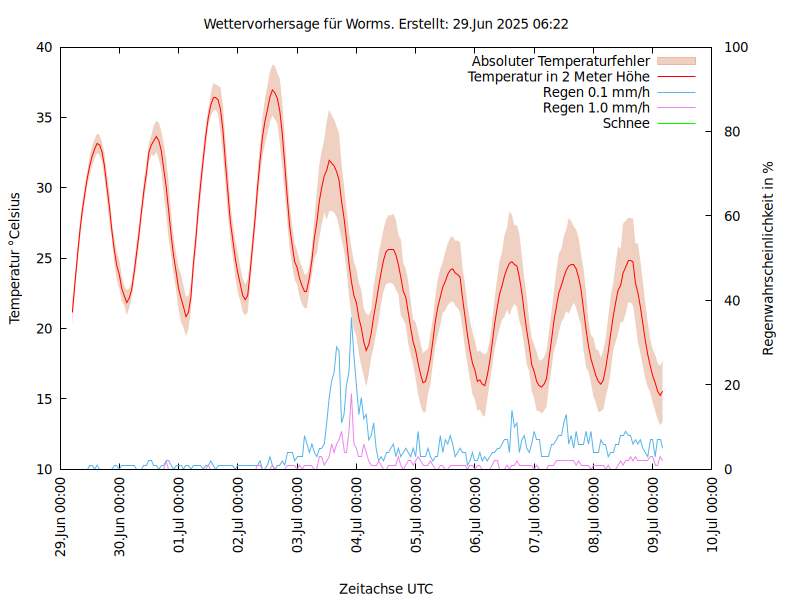 Wettervorhersage für Worms. Erstellt: 29.Jun 2025 06:22
Absoluter Temperaturfehler
Temperatur in 2 Meter Höhe
Regen 0.1 mm/h
Regen 1.0 mm/h
Schnee
Temperatur °Celsius
40
35
30
25
20
15
10
Regenwahrscheinlichkeit in %
100
80
60
40
20
0
29.Jun 00:00
30.Jun 00:00
01.Jul 00:00
02.Jul 00:00
03.Jul 00:00
04.Jul 00:00
05.Jul 00:00
06.Jul 00:00
07.Jul 00:00
08.Jul 00:00
09.Jul 00:00
10.Jul 00:00
Zeitachse UTC